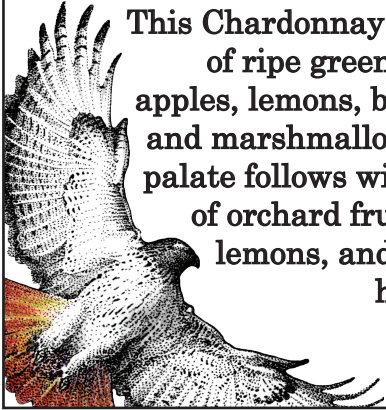 This Chardonnay
of ripe green
apples, lemons, b
and marshmallo
palate follows wi
of orchard fru
lemons, and
h